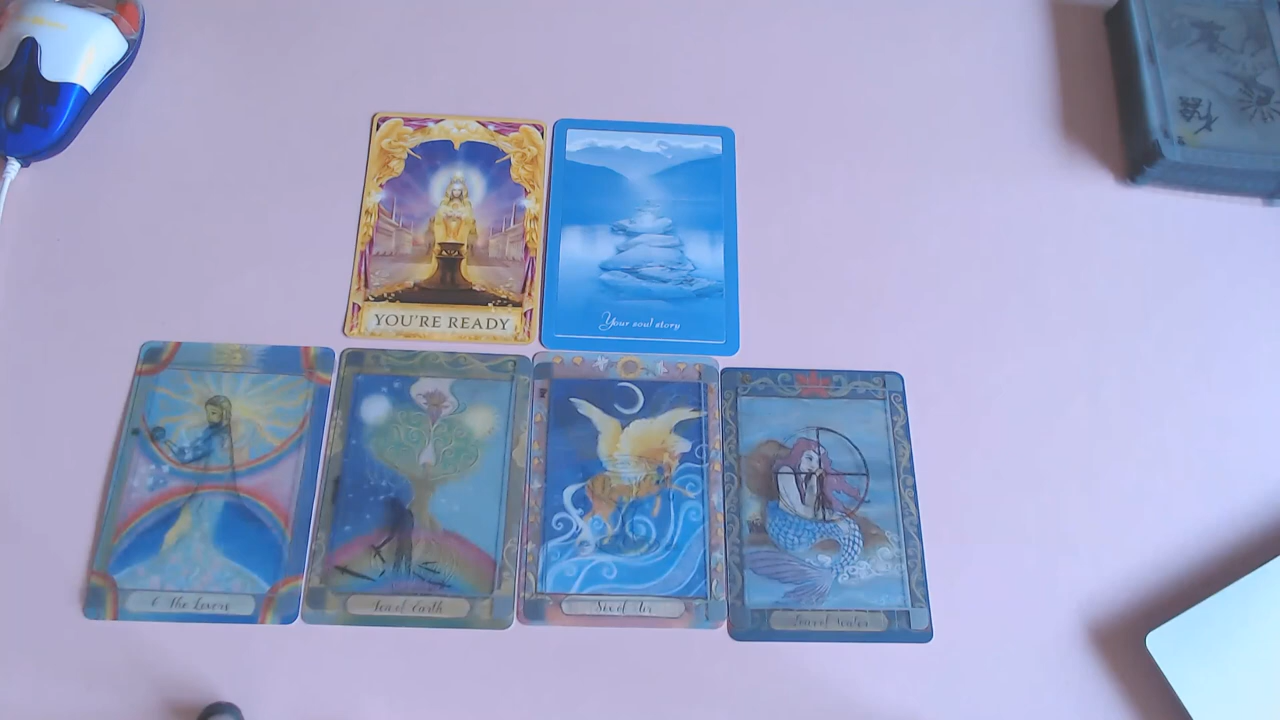 YOU'RE READY
Your soul story
6 The Lovers
Ten of Earth
Six of Air